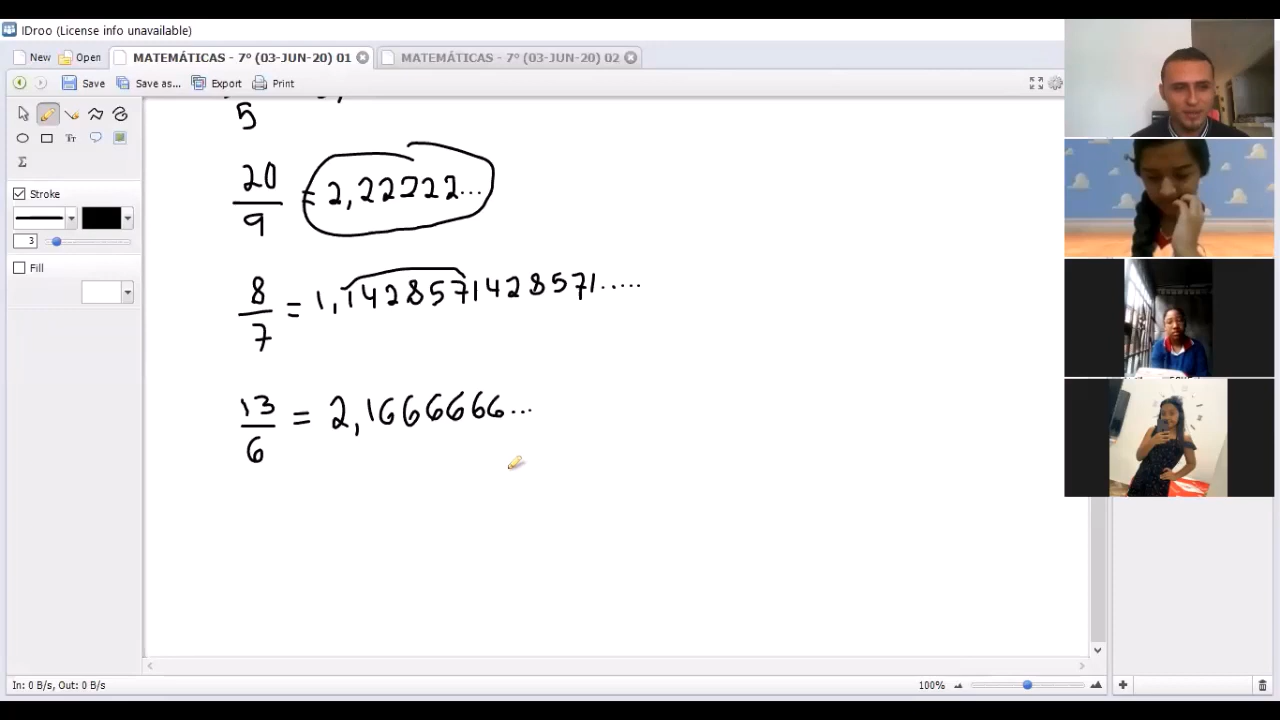 IDroo (License info unavailable)
New Open MATEMÁTICAS - 7º (03-JUN-20) 01 MATEMÁTICAS - 7º (03-JUN-20) 02
Save Save as... Export Print
5
Tr
Σ
20/9 = 2,22222...
Stroke
3
Fill
8/7 = 1,1428571428571.....
13/6 = 2,1666666...
In: 0 B/s, Out: 0 B/s 100%